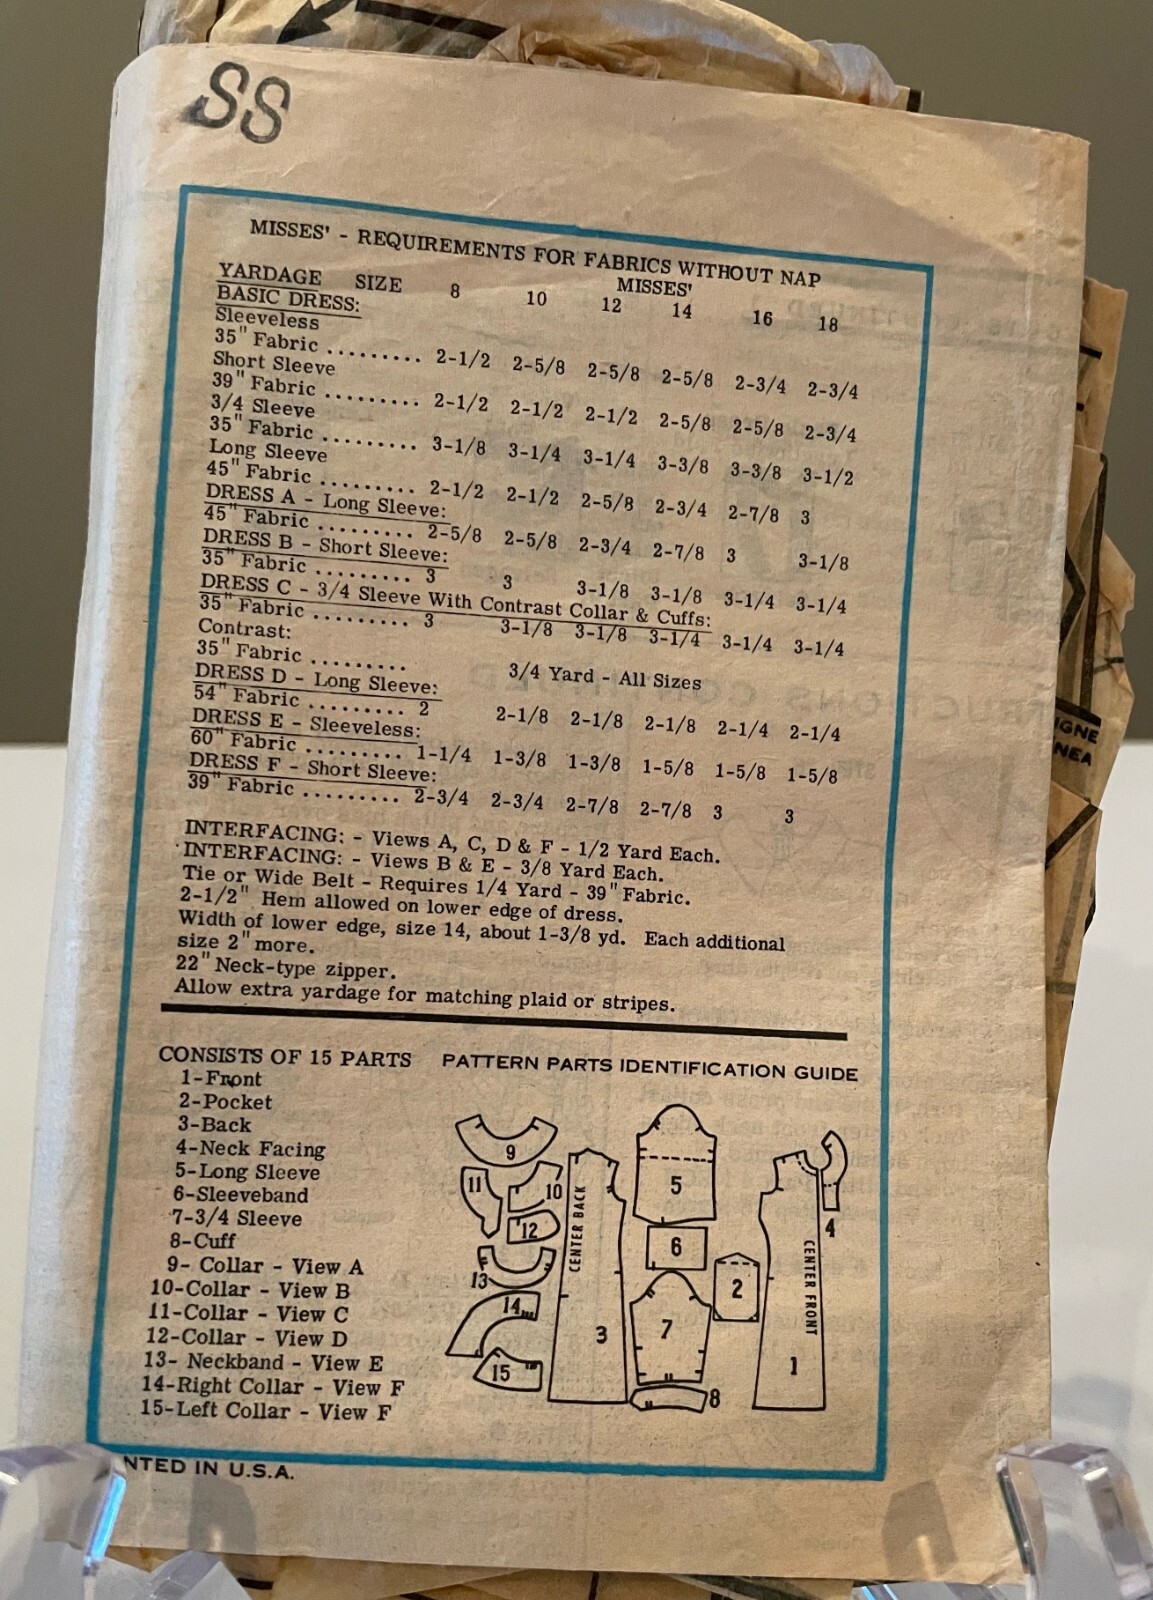 SS
MISSES' - REQUIREMENTS FOR FABRICS WITHOUT NAP
YARDAGE SIZE MISSES'
BASIC DRESS: 8 10 12 14 16 18
Sleeveless
35" Fabric ......... 2-1/2 2-5/8 2-5/8 2-5/8 2-3/4 2-3/4
Short Sleeve
39" Fabric ......... 2-1/2 2-1/2 2-1/2 2-5/8 2-5/8 2-3/4
3/4 Sleeve
35" Fabric ......... 3-1/8 3-1/4 3-1/4 3-3/8 3-3/8 3-1/2
Long Sleeve
45" Fabric ......... 2-1/2 2-1/2 2-5/8 2-3/4 2-7/8 3
DRESS A - Long Sleeve:
45" Fabric ......... 2-5/8 2-5/8 2-3/4 2-7/8 3 3-1/8
DRESS B - Short Sleeve:
35" Fabric ......... 3 3 3-1/8 3-1/8 3-1/4 3-1/4
DRESS C - 3/4 Sleeve With Contrast Collar & Cuffs:
35" Fabric ......... 3 3-1/8 3-1/8 3-1/4 3-1/4 3-1/4
Contrast:
35" Fabric ......... 3/4 Yard - All Sizes
DRESS D - Long Sleeve:
54" Fabric ......... 2 2-1/8 2-1/8 2-1/8 2-1/4 2-1/4
DRESS E - Sleeveless:
60" Fabric ......... 1-1/4 1-3/8 1-3/8 1-5/8 1-5/8 1-5/8
DRESS F - Short Sleeve:
39" Fabric ......... 2-3/4 2-3/4 2-7/8 2-7/8 3 3
INTERFACING: - Views A, C, D & F - 1/2 Yard Each.
INTERFACING: - Views B & E - 3/8 Yard Each.
Tie or Wide Belt - Requires 1/4 Yard - 39" Fabric.
2-1/2" Hem allowed on lower edge of dress.
Width of lower edge, size 14, about 1-3/8 yd. Each additional
size 2" more.
22" Neck-type zipper.
Allow extra yardage for matching plaid or stripes.
CONSISTS OF 15 PARTS PATTERN PARTS IDENTIFICATION GUIDE
1-Front
2-Pocket
3-Back
4-Neck Facing
5-Long Sleeve
6-Sleeveband
7-3/4 Sleeve
8-Cuff
9- Collar - View A
10-Collar - View B
11-Collar - View C
12-Collar - View D
13- Neckband - View E
14-Right Collar - View F
15-Left Collar - View F
9
11
10
12
13
14
15
CENTER BACK
3
5
6
7
8
2
CENTER FRONT
1
4
NTED IN U.S.A.
IGNE
NEA